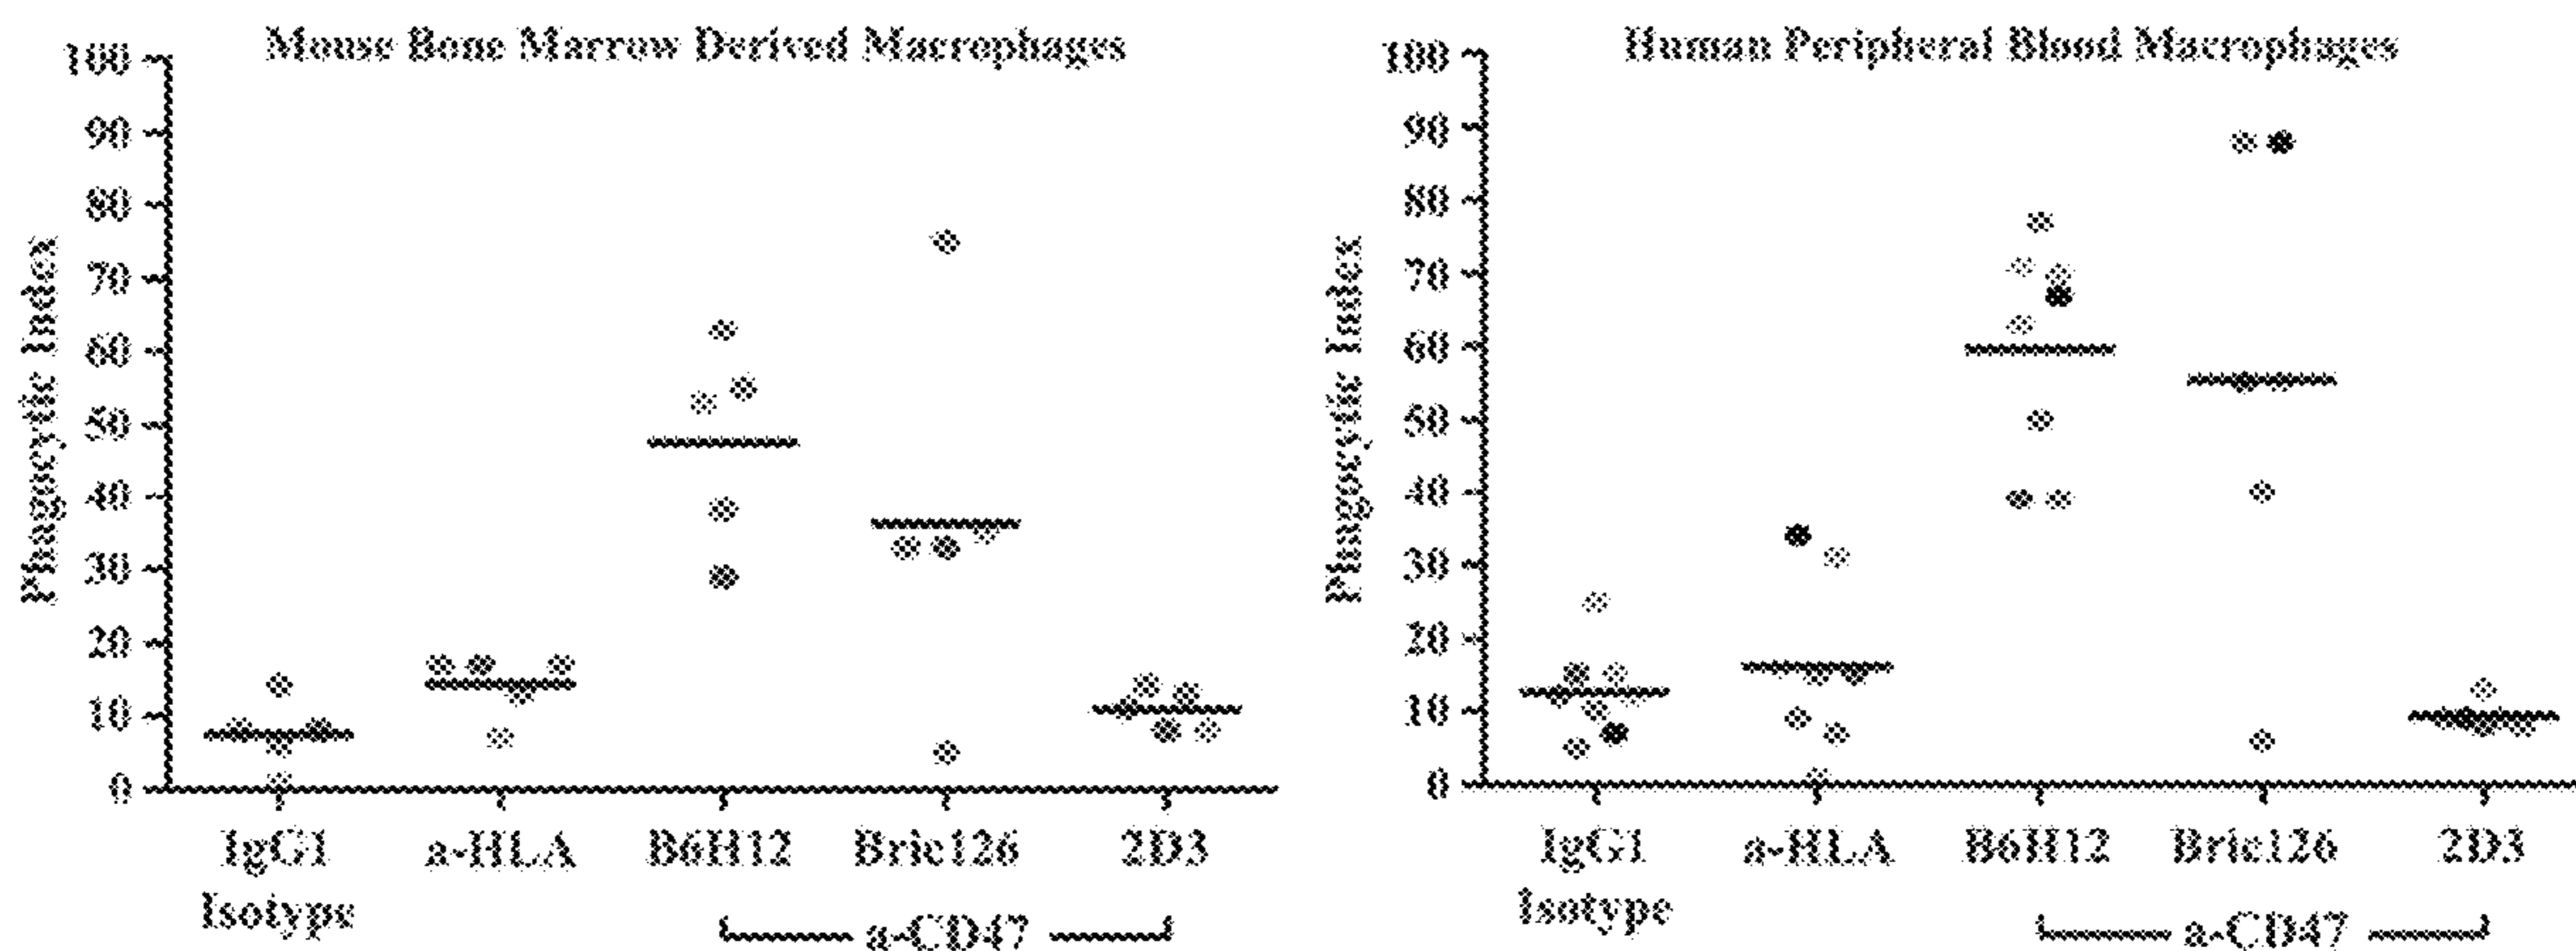 Mouse Bone Marrow Derived Macrophages
Phagocytic Index
100
90
80
70
60
50
40
30
20
10
0
IgG1 Isotype
a-HLA
B6H12
Bric126
2D3
a-CD47
Human Peripheral Blood Macrophages
Phagocytic Index
100
90
80
70
60
50
40
30
20
10
0
IgG1 Isotype
a-HLA
B6H12
Bric126
2D3
a-CD47